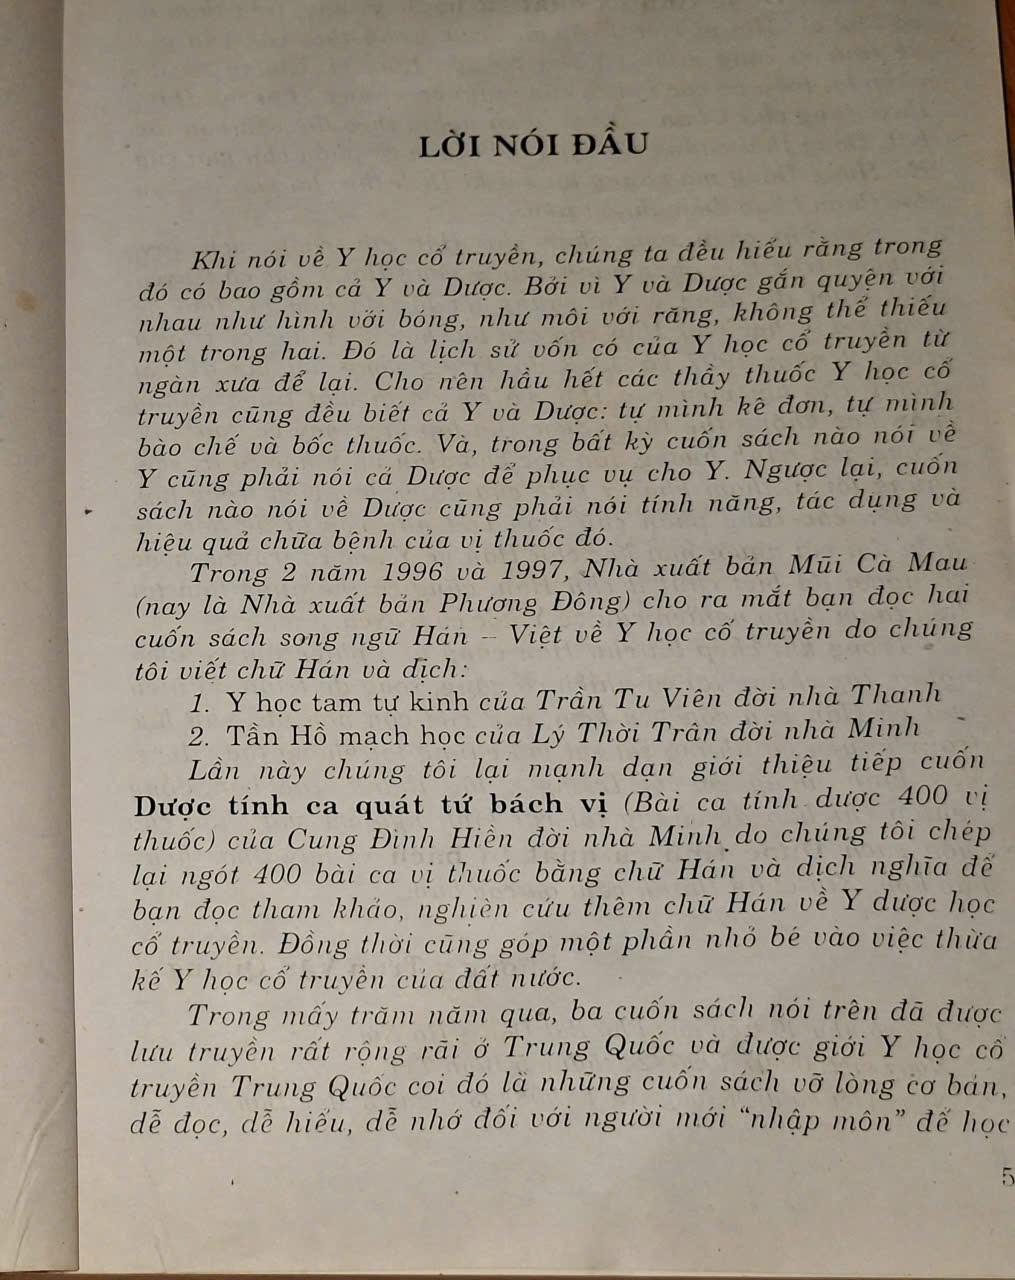 LỜI NÓI ĐẦU
Khi nói về Y học cổ truyền, chúng ta đều hiểu rằng trong
đó có bao gồm cả Y và Dược. Bởi vì Y và Dược gắn quyện với
nhau như hình với bóng, như môi với răng, không thể thiếu
một trong hai. Đó là lịch sử vốn có của Y học cổ truyền từ
ngàn xưa để lại. Cho nên hầu hết các thầy thuốc Y học cổ
truyền cũng đều biết cả Y và Dược: tự mình kê đơn, tự mình
bào chế và bốc thuốc. Và, trong bất kỳ cuốn sách nào nói về
Y cũng phải nói cả Dược để phục vụ cho Y. Ngược lại, cuốn
sách nào nói về Dược cũng phải nói tính năng, tác dụng và
hiệu quả chữa bệnh của vị thuốc đó.
Trong 2 năm 1996 và 1997, Nhà xuất bản Mũi Cà Mau
(nay là Nhà xuất bản Phương Đông) cho ra mắt bạn đọc hai
cuốn sách song ngữ Hán – Việt về Y học cổ truyền do chúng
tôi viết chữ Hán và dịch:
1. Y học tam tự kinh của Trần Tu Viên đời nhà Thanh
2. Tần Hồ mạch học của Lý Thời Trân đời nhà Minh
Lần này chúng tôi lại mạnh dạn giới thiệu tiếp cuốn
Dược tính ca quát tứ bách vị (Bài ca tính dược 400 vị
thuốc) của Cung Đình Hiền đời nhà Minh do chúng tôi chép
lại ngót 400 bài ca vị thuốc bằng chữ Hán và dịch nghĩa để
bạn đọc tham khảo, nghiên cứu thêm chữ Hán về Y dược học
cổ truyền. Đồng thời cũng góp một phần nhỏ bé vào việc thừa
kế Y học cổ truyền của đất nước.
Trong mấy trăm năm qua, ba cuốn sách nói trên đã được
lưu truyền rất rộng rãi ở Trung Quốc và được giới Y học cổ
truyền Trung Quốc coi đó là những cuốn sách vỡ lòng cơ bản,
dễ đọc, dễ hiểu, dễ nhớ đối với người mới “nhập môn” để học
5